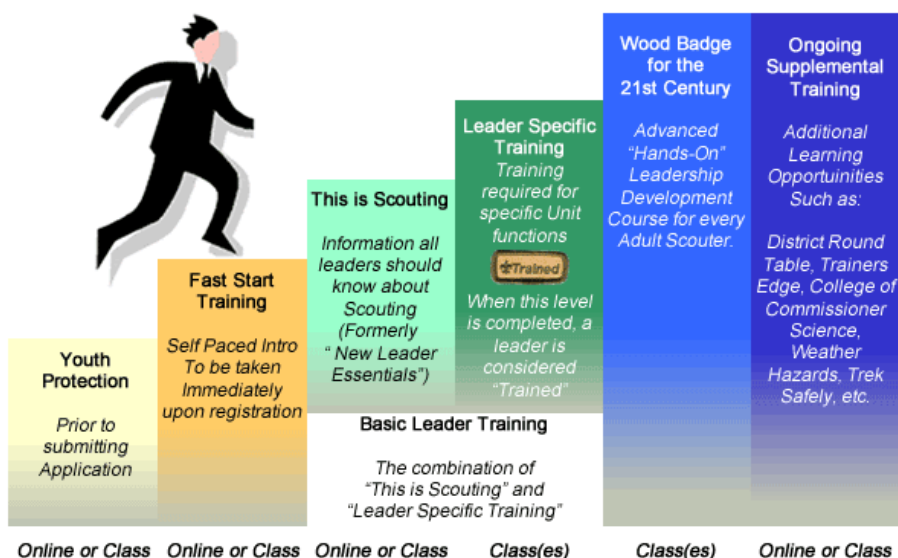 Youth
Protection
Prior to
submitting
Application
Fast Start
Training
Self Paced Intro
To be taken
Immediately
upon registration
This is Scouting
Information all
leaders should
know about
Scouting
(Formerly
“ New Leader
Essentials”)
Leader Specific
Training
Training
required for
specific Unit
functions
Trained
When this level
is completed, a
leader is
considered
“Trained”
Basic Leader Training
The combination of
“This is Scouting” and
“Leader Specific Training”
Wood Badge
for the
21st Century
Advanced
“Hands-On”
Leadership
Development
Course for every
Adult Scouter.
Ongoing
Supplemental
Training
Additional
Learning
Opportuinities
Such as:
District Round
Table, Trainers
Edge, College of
Commissioner
Science,
Weather
Hazards, Trek
Safely, etc.
Online or Class
Online or Class
Online or Class
Class(es)
Class(es)
Online or Class